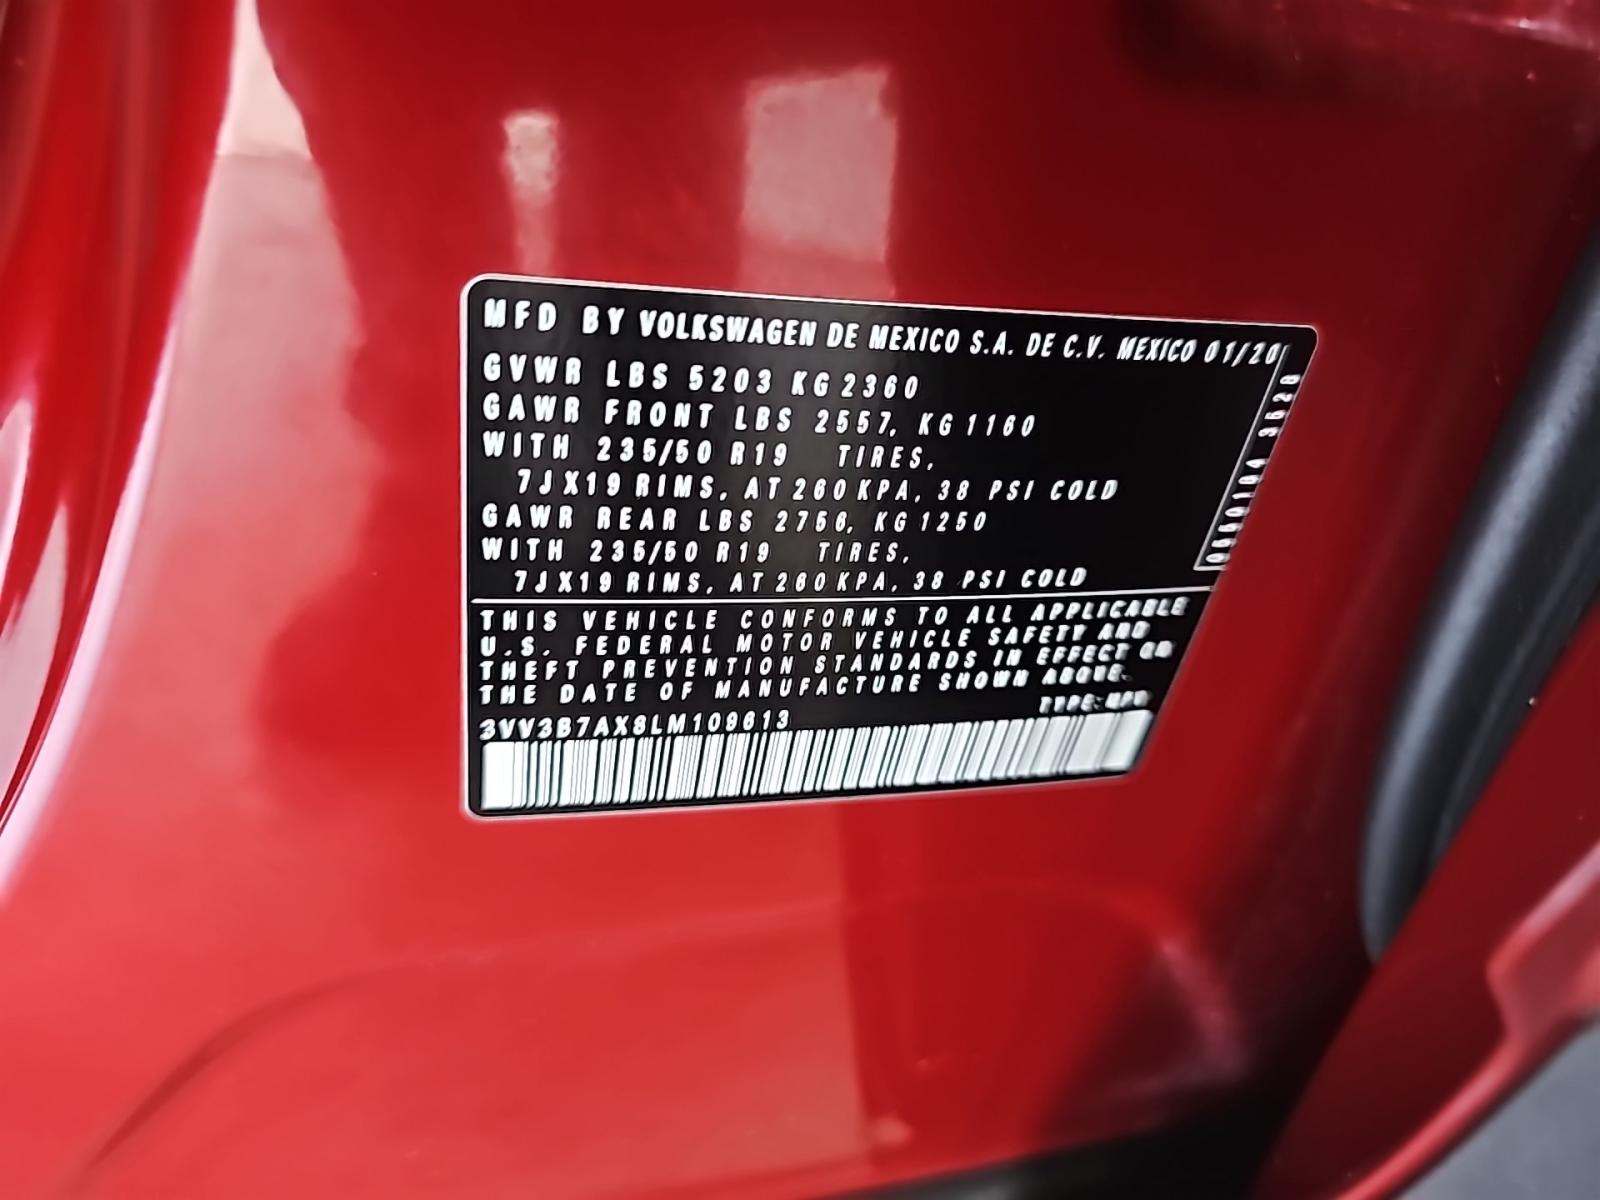 MFD BY VOLKSWAGEN DE MEXICO S.A. DE C.V. MEXICO 01/20
GVWR LBS 5203 KG 2360
GAWR FRONT LBS 2557, KG 1160
WITH 235/50 R19 TIRES,
7JX19 RIMS, AT 260 KPA, 38 PSI COLD
GAWR REAR LBS 2756, KG 1250
WITH 235/50 R19 TIRES,
7JX19 RIMS, AT 260 KPA, 38 PSI COLD
THIS VEHICLE CONFORMS TO ALL APPLICABLE
U.S. FEDERAL MOTOR VEHICLE SAFETY AND
THEFT PREVENTION STANDARDS IN EFFECT ON
THE DATE OF MANUFACTURE SHOWN ABOVE.
TYPE: MPV
3VV3B7AX8LM109613